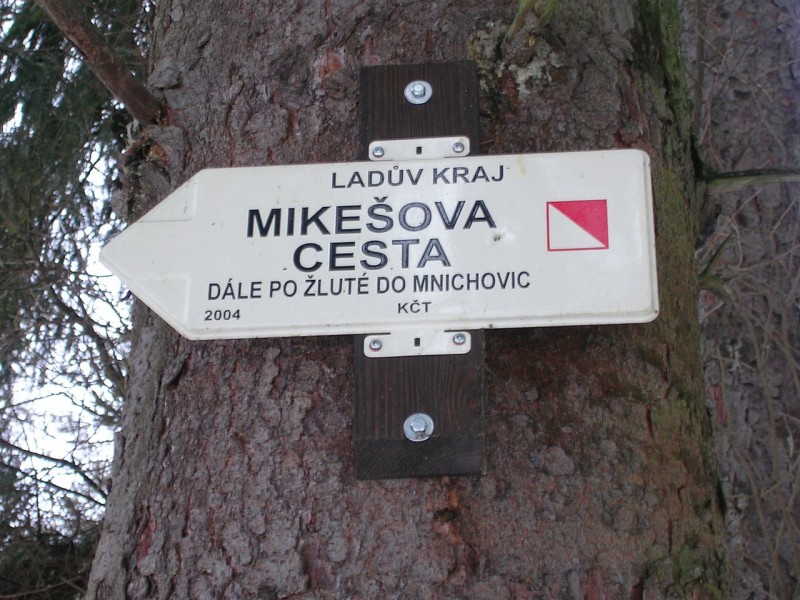 LADŮV KRAJ
MIKEŠOVA
CESTA
DÁLE PO ŽLUTÉ DO MNICHOVIC
2004 KČT